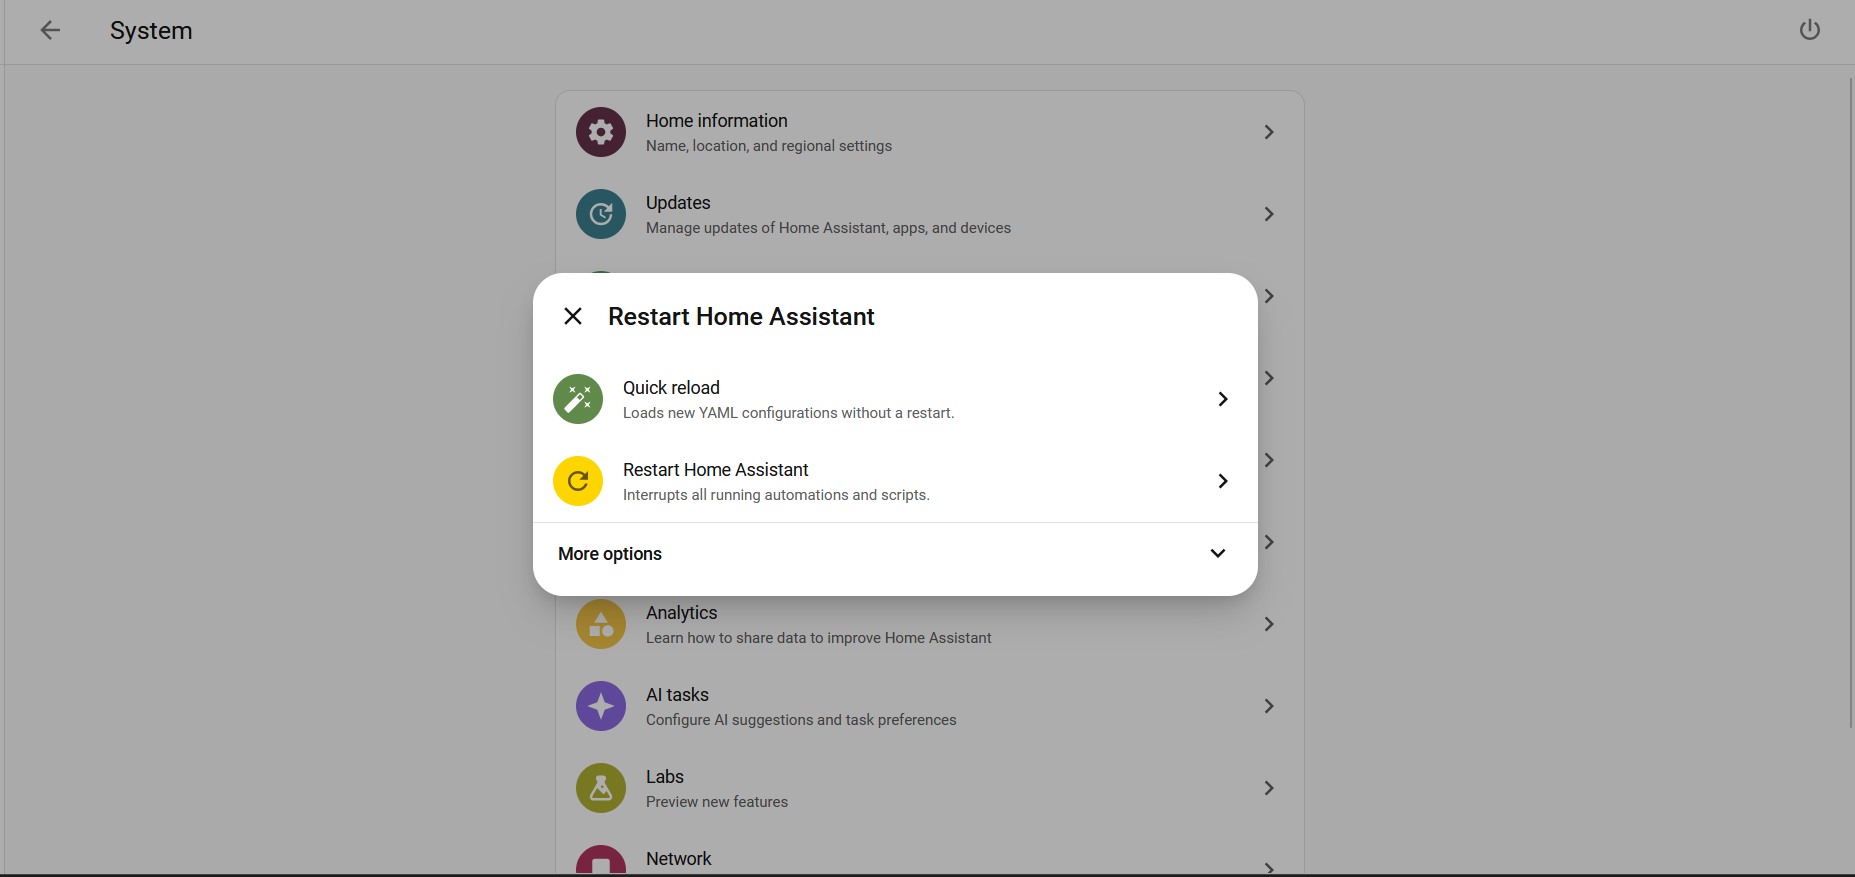 System
Home information
Name, location, and regional settings
Updates
Manage updates of Home Assistant, apps, and devices
Restart Home Assistant
Quick reload
Loads new YAML configurations without a restart.
Restart Home Assistant
Interrupts all running automations and scripts.
More options
Analytics
Learn how to share data to improve Home Assistant
AI tasks
Configure AI suggestions and task preferences
Labs
Preview new features
Network